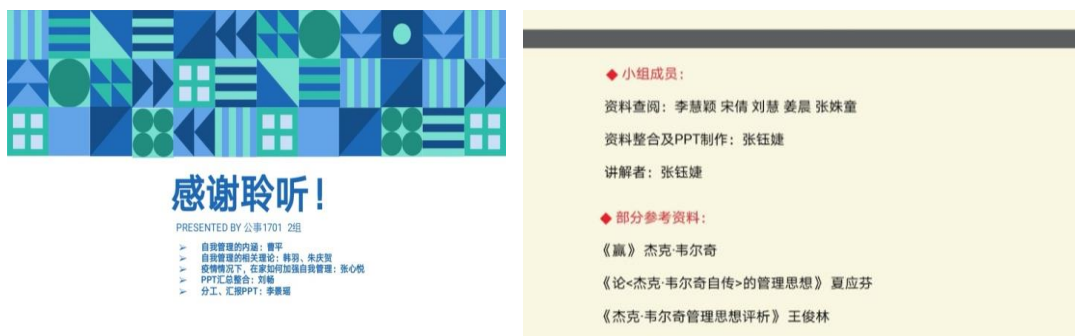 感谢聆听！
PRESENTED BY 公事1701 2组
➢ 自我管理的内涵：曹平
➢ 自我管理的相关理论：韩羽、朱庆贺
➢ 疫情情况下，在家如何加强自我管理：张心悦
➢ PPT汇总整合：刘畅
➢ 分工、汇报PPT：李景瑶
◆ 小组成员：
资料查阅：李慧颖 宋倩 刘慧 姜晨 张姝童
资料整合及PPT制作：张钰婕
讲解者：张钰婕
◆ 部分参考资料：
《赢》 杰克·韦尔奇
《论<杰克·韦尔奇自传>的管理思想》 夏应芬
《杰克·韦尔奇管理思想评析》 王俊林